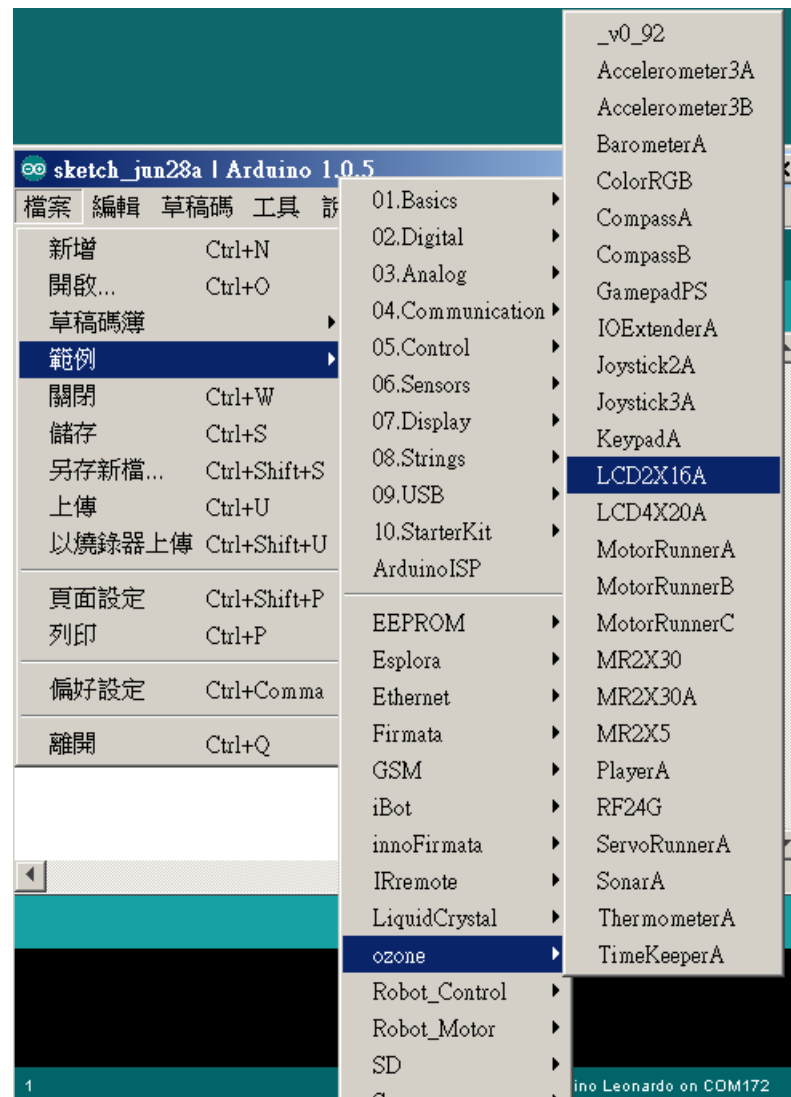 sketch_jun28a | Arduino 1.0.5
檔案 編輯 草稿碼 工具
新增 Ctrl+N
開啟... Ctrl+O
草稿碼簿
範例
關閉 Ctrl+W
儲存 Ctrl+S
另存新檔... Ctrl+Shift+S
上傳 Ctrl+U
以燒錄器上傳 Ctrl+Shift+U
頁面設定 Ctrl+Shift+P
列印 Ctrl+P
偏好設定 Ctrl+Comma
離開 Ctrl+Q
01.Basics
02.Digital
03.Analog
04.Communication
05.Control
06.Sensors
07.Display
08.Strings
09.USB
10.StarterKit
ArduinoISP
EEPROM
Esplora
Ethernet
Firmata
GSM
iBot
innoFirmata
IRremote
LiquidCrystal
ozone
Robot_Control
Robot_Motor
SD
_v0_92
Accelerometer3A
Accelerometer3B
BarometerA
ColorRGB
CompassA
CompassB
GamepadPS
IOExtenderA
Joystick2A
Joystick3A
KeypadA
LCD2X16A
LCD4X20A
MotorRunnerA
MotorRunnerB
MotorRunnerC
MR2X30
MR2X30A
MR2X5
PlayerA
RF24G
ServoRunnerA
SonarA
ThermometerA
TimeKeeperA
1
ino Leonardo on COM172